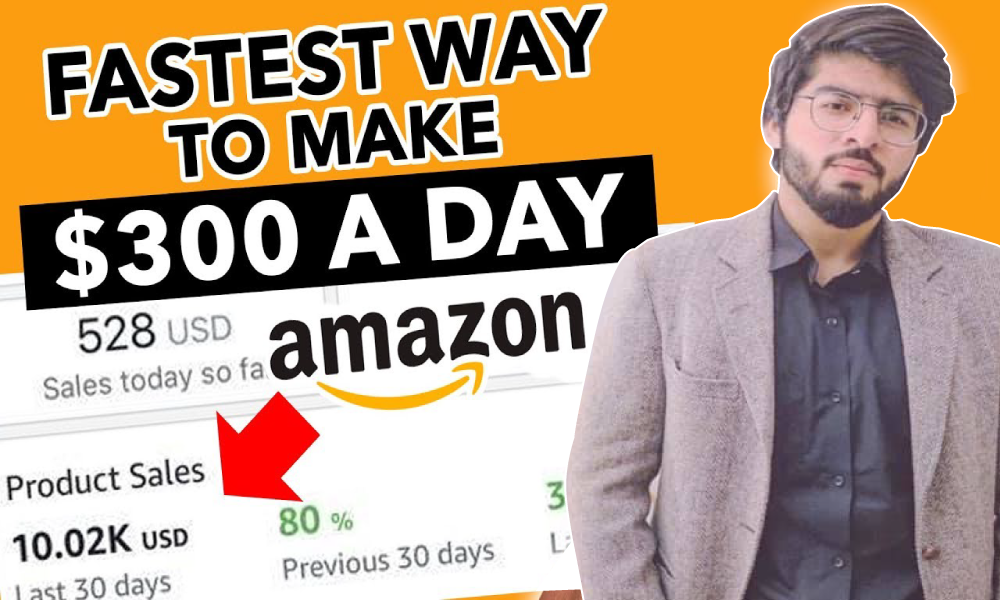 FASTEST WAY
TO MAKE
$300 A DAY
528 USD
Sales today so fa
amazon
Product Sales
10.02K USD
Last 30 days
80 %
Previous 30 days
3
L